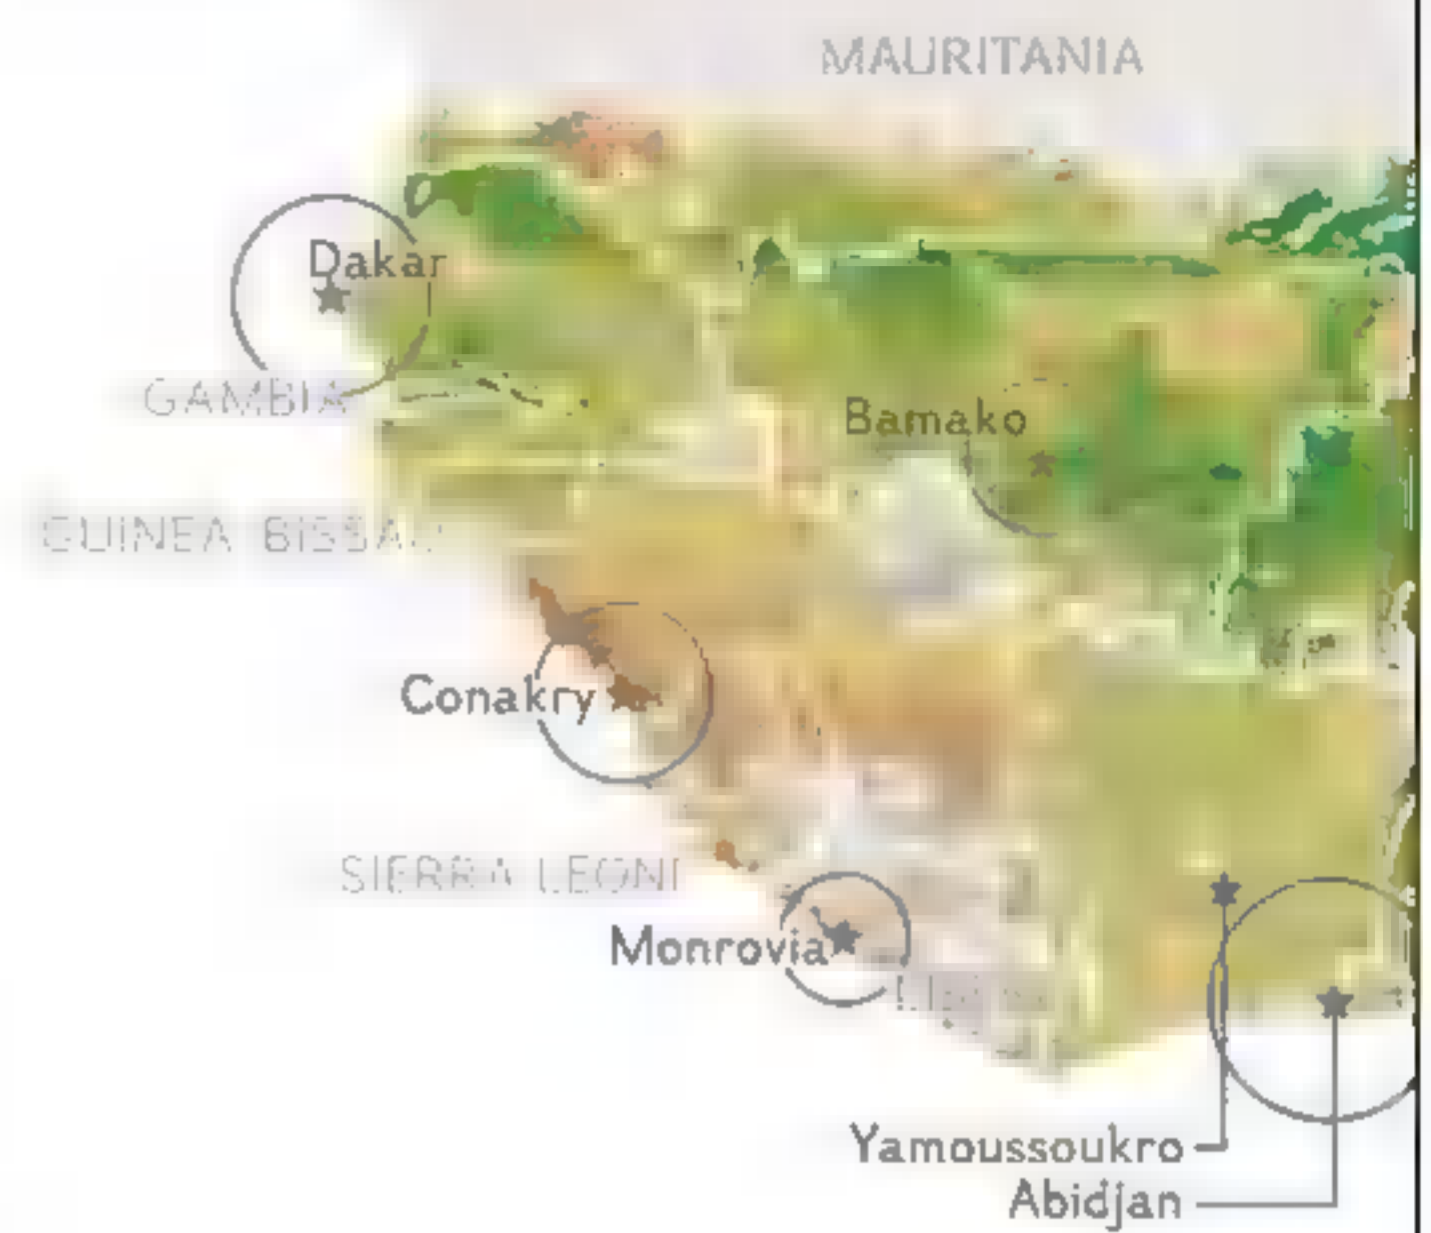 MAURITANIA
Dakar
GAMBIA
Bamako
GUINEA BISSAU
Conakry
SIERRA LEONE
Monrovia
Yamoussoukro
Abidjan